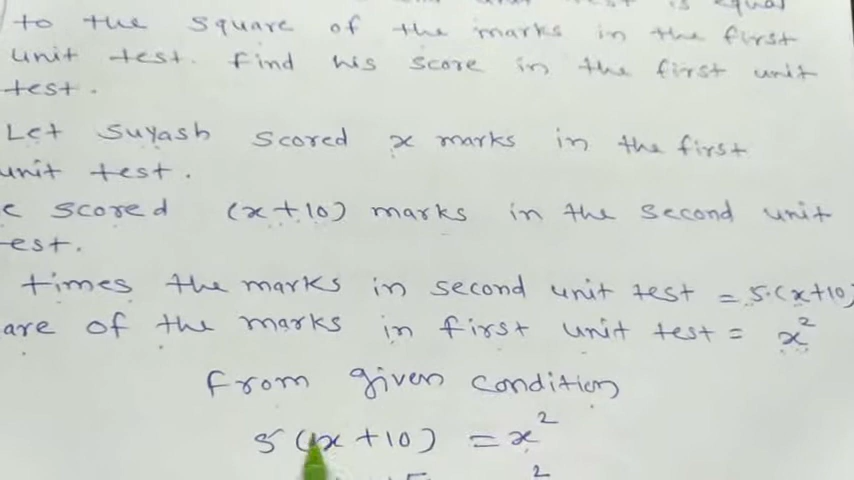 is equal
to the square of the marks in the first
unit test. Find his score in the first unit
test.
Let Suyash scored x marks in the first
unit test.
e scored (x+10) marks in the second unit
est.
times the marks in second unit test = 5.(x+10)
are of the marks in first unit test = x²
From given condition
5 (x +10) = x²